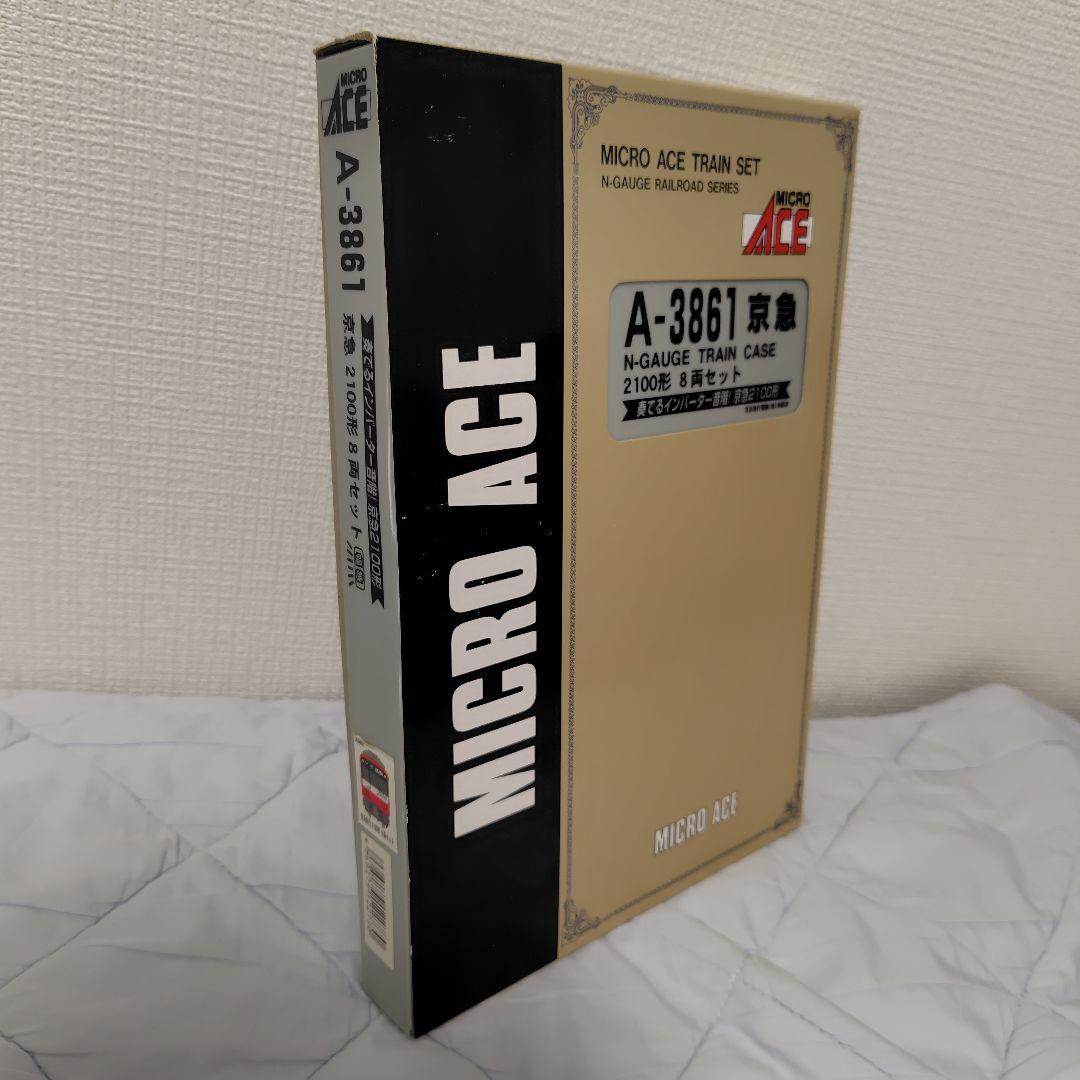 MICRO
ACE
A-3861
奏でるインバーター音階! 京急2100形
京急 2100形 8両セット
MICRO ACE
MICRO ACE TRAIN SET
N-GAUGE RAILROAD SERIES
MICRO
ACE
A-3861 京急
N-GAUGE TRAIN CASE
2100形 8両セット
奏でるインバーター音階! 京急2100形
MICRO ACE